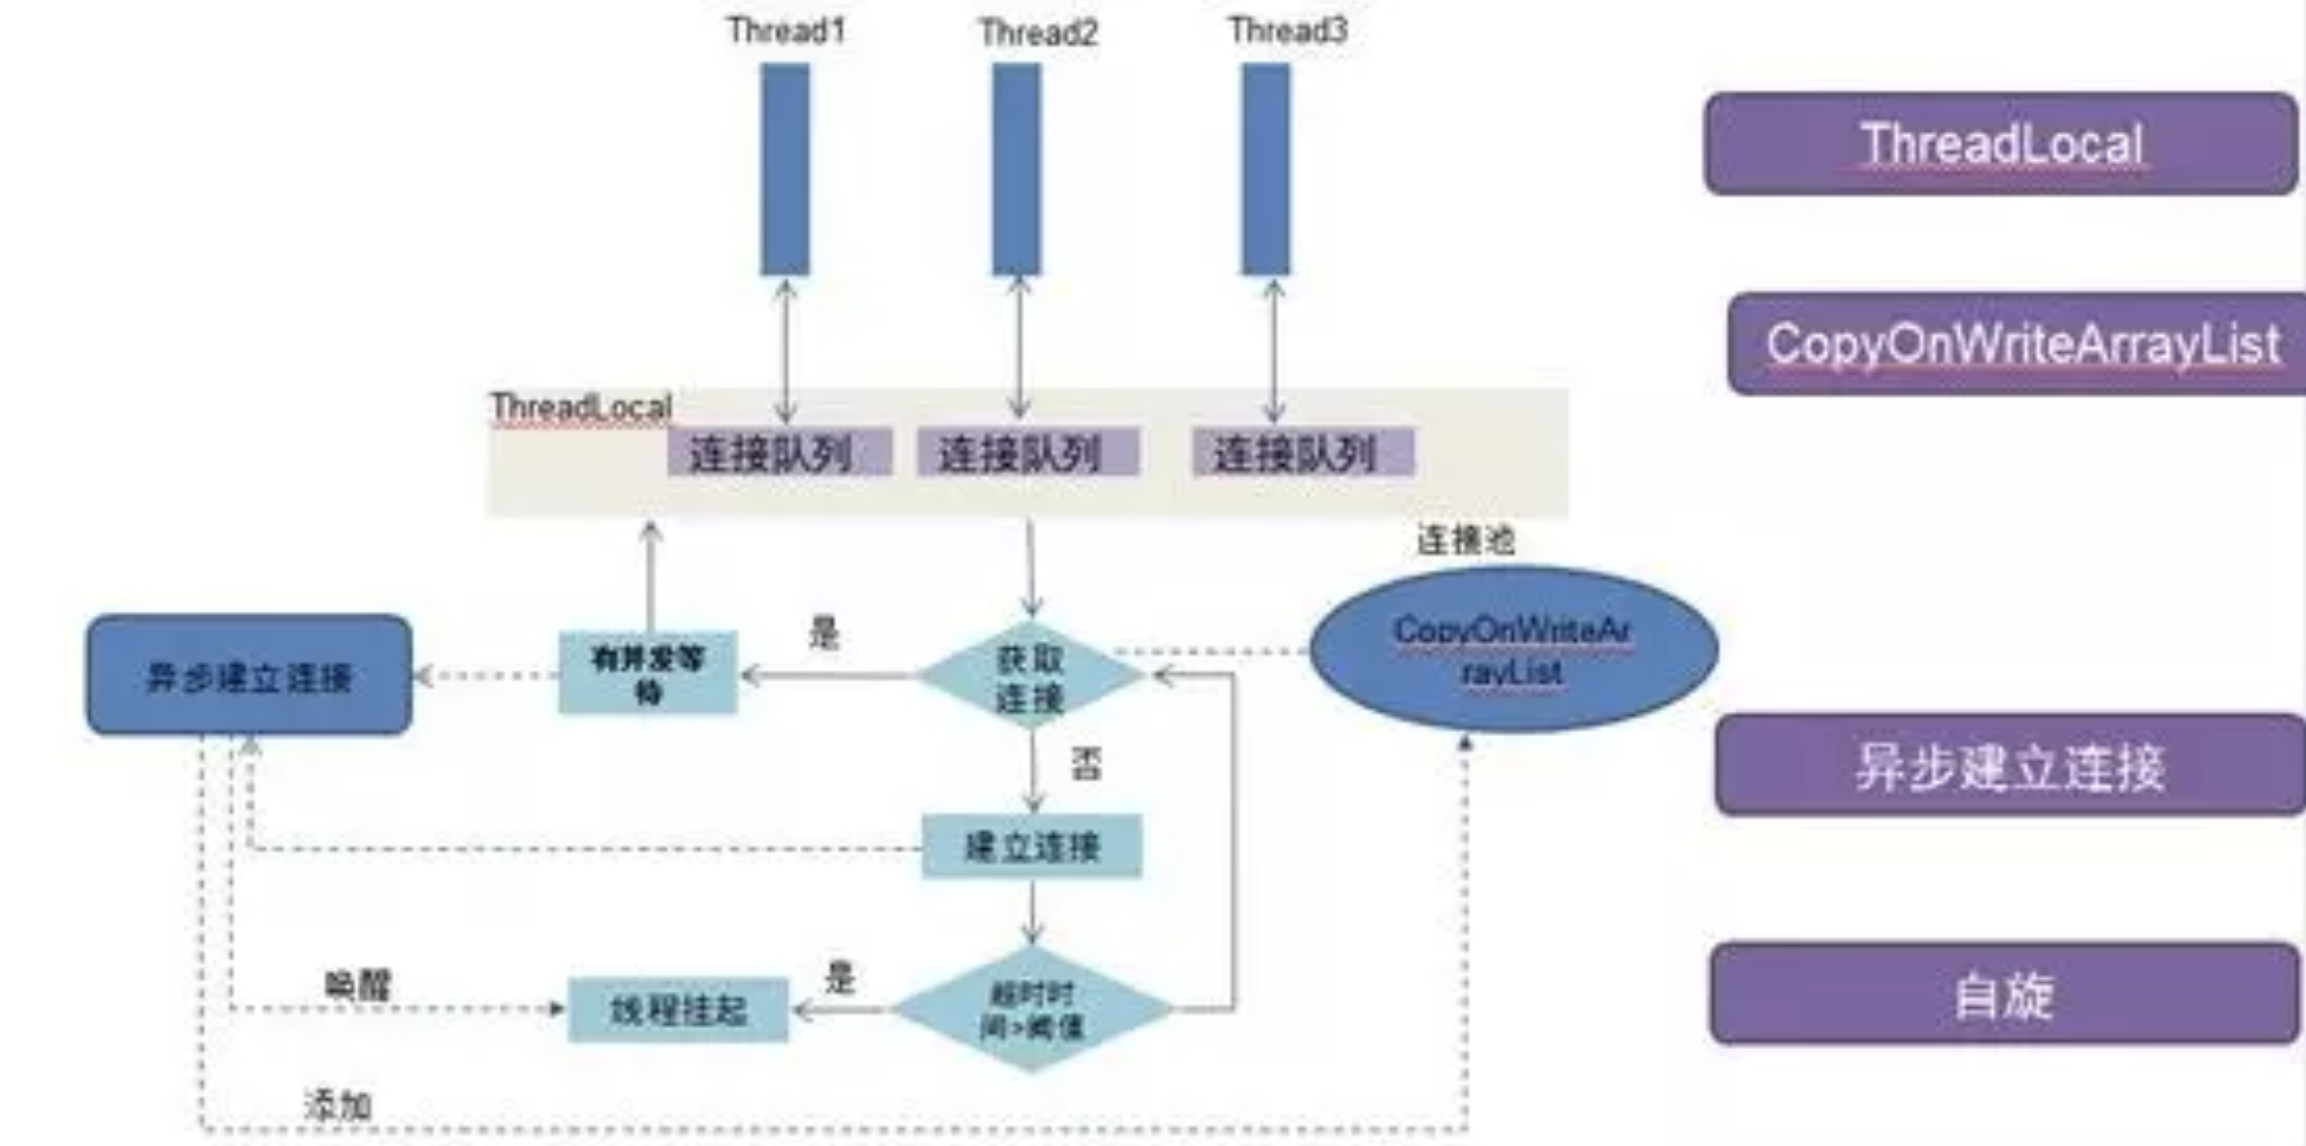 Thread1
Thread2
Thread3
ThreadLocal
CopyOnWriteArrayList
ThreadLocal
连接队列
连接队列
连接队列
连接池
CopyOnWriteAr
rayList
异步建立连接
有并发等
待
是
获取
连接
否
异步建立连接
建立连接
唤醒
线程挂起
是
超时时
间>阈值
自旋
添加